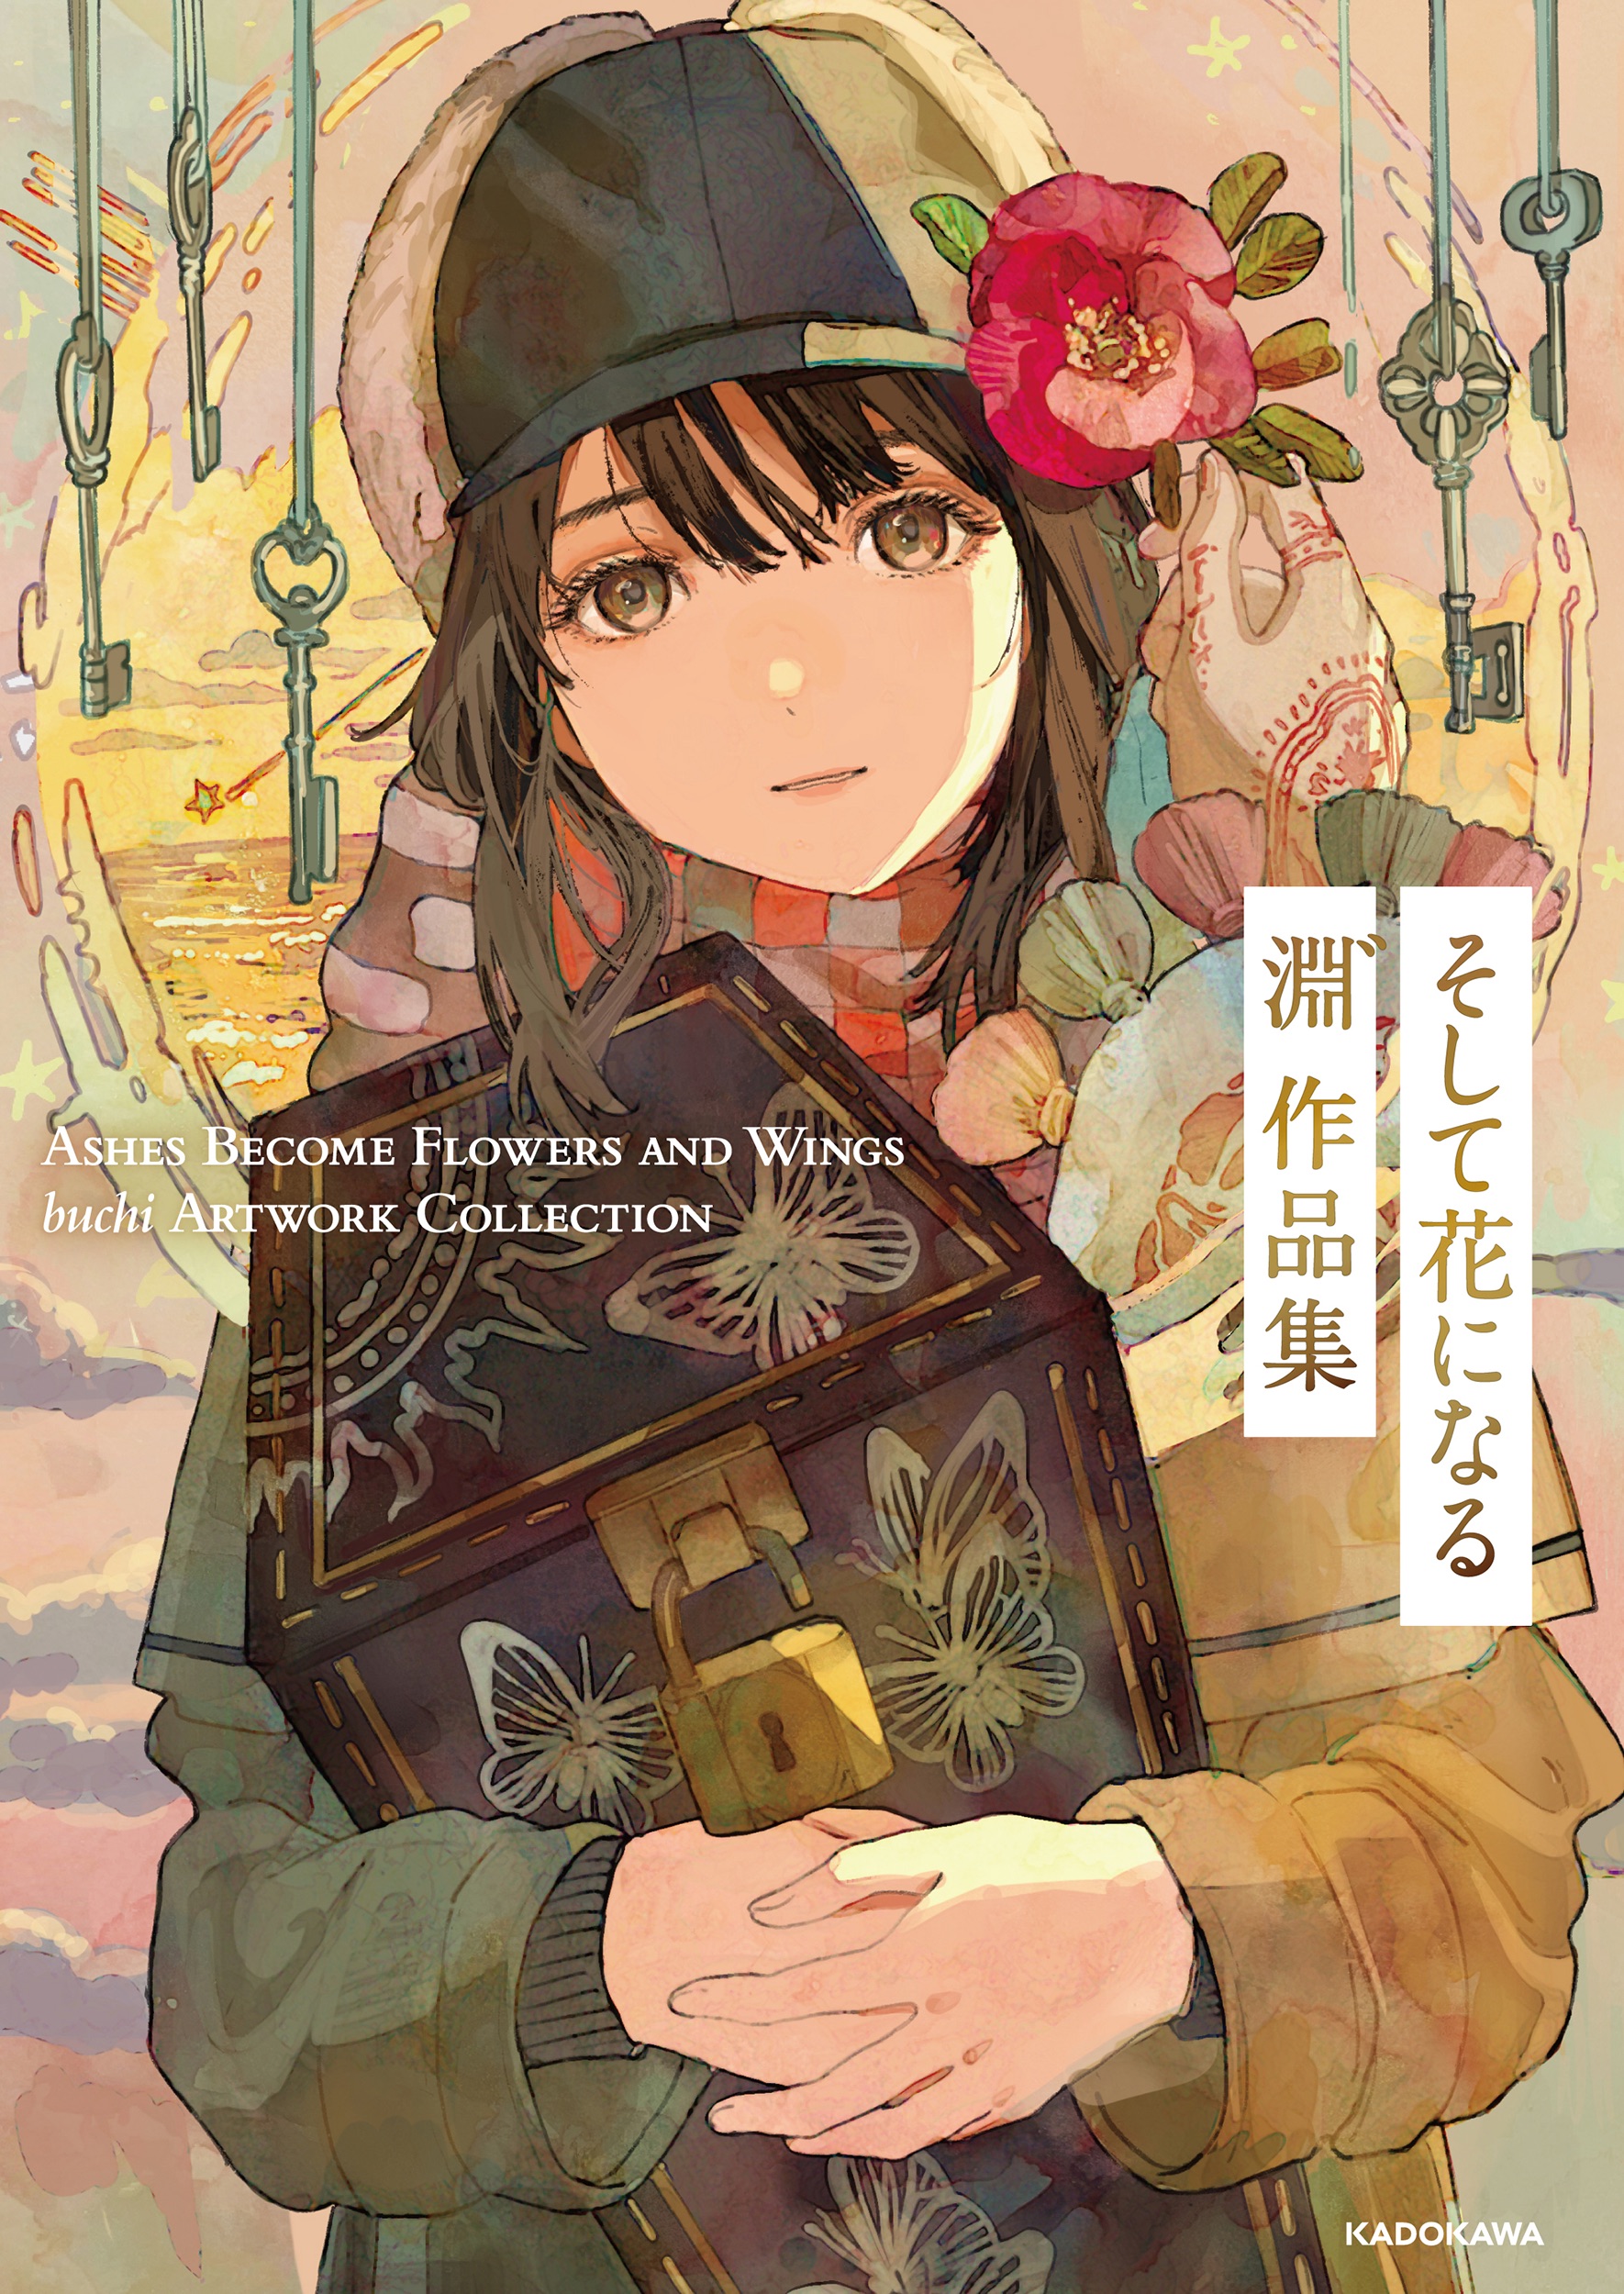 そして花になる
淵゛ 作品集
ASHES BECOME FLOWERS AND WINGS
buchi ARTWORK COLLECTION
KADOKAWA